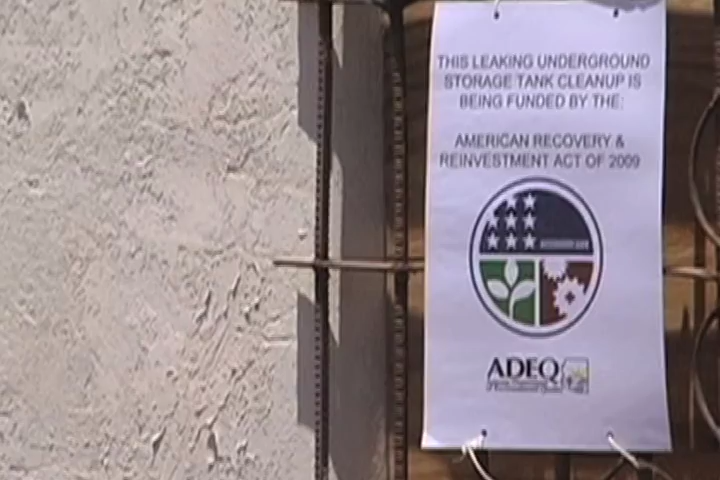 THIS LEAKING UNDERGROUND
STORAGE TANK CLEANUP IS
BEING FUNDED BY THE:
AMERICAN RECOVERY &
REINVESTMENT ACT OF 2009
ADEQ